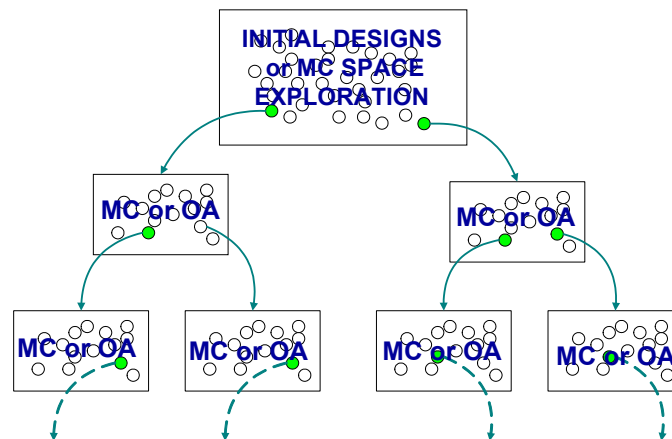 INITIAL DESIGNS
or MC SPACE
EXPLORATION
MC or OA
MC or OA
MC or OA
MC or OA
MC or OA
MC or OA